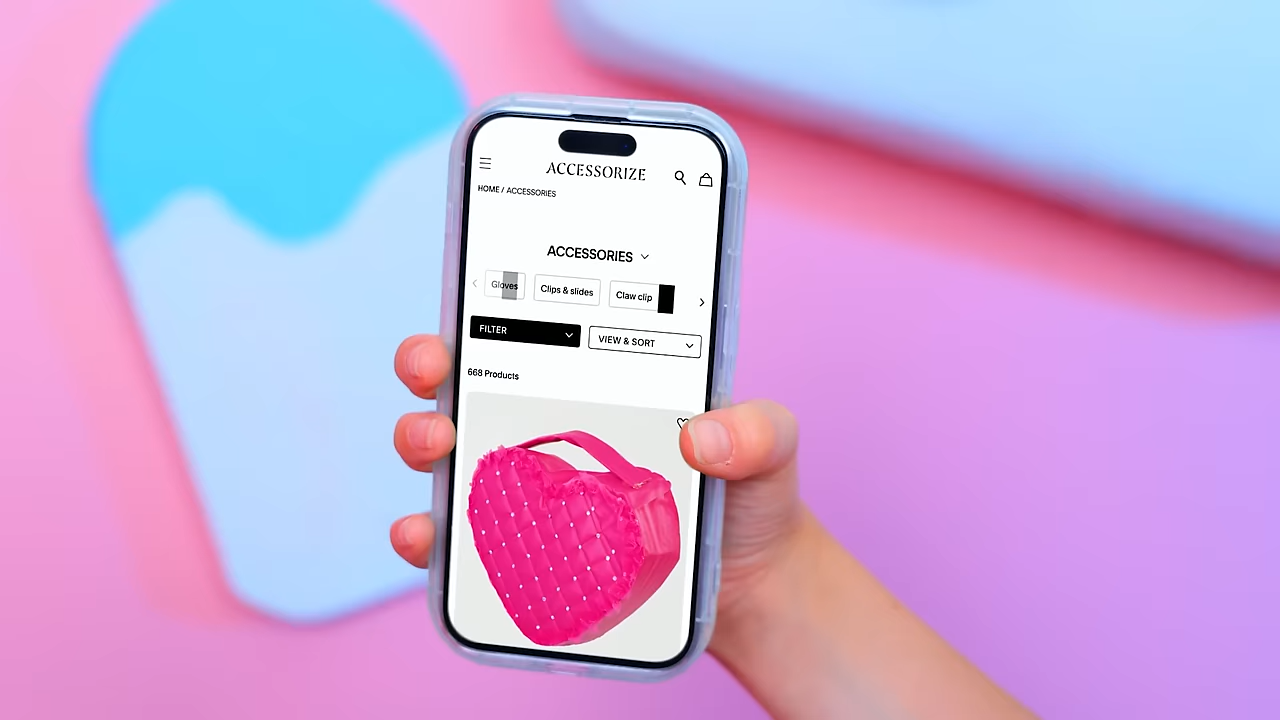 ACCESSORIZE
HOME / ACCESSORIES
ACCESSORIES
Gloves
Clips & slides
Claw clip
FILTER
VIEW & SORT
668 Products